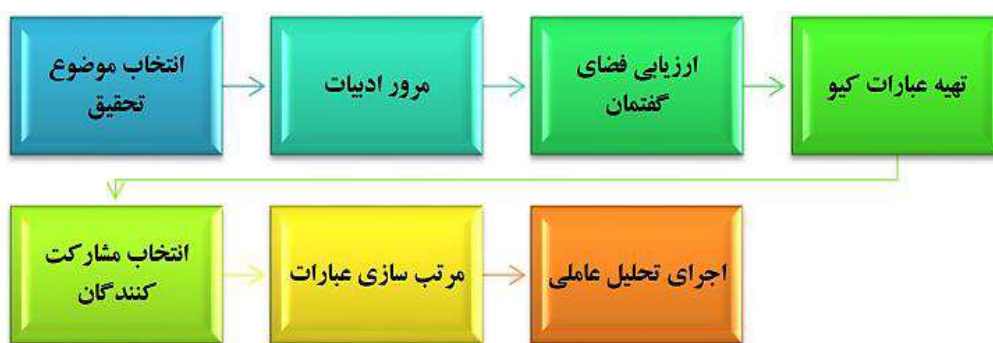 انتخاب موضوع
تحقیق
مرور ادبیات
ارزیابی فضای
گفتمان
تهیه عبارات کیو
انتخاب مشارکت
کنندگان
مرتب سازی عبارات
اجرای تحلیل عاملی